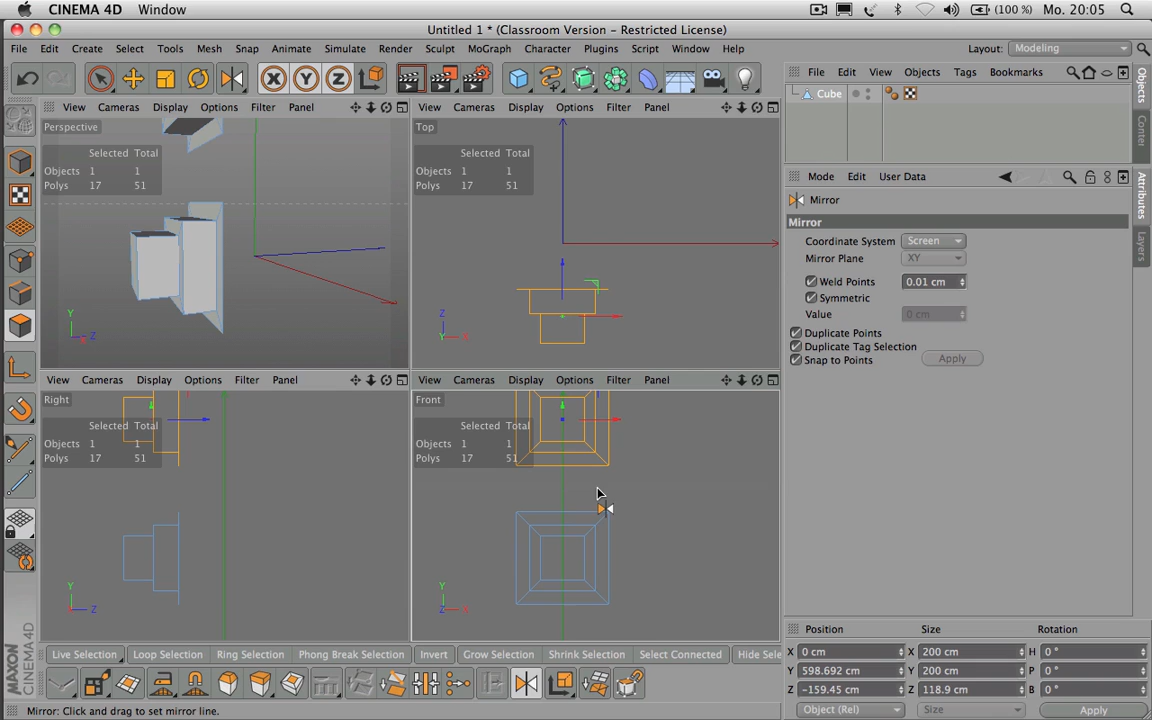 CINEMA 4D Window (100 %) Mo. 20:05
Untitled 1 * (Classroom Version - Restricted License)
File Edit Create Select Tools Mesh Snap Animate Simulate Render Sculpt MoGraph Character Plugins Script Window Help Layout: Modeling
X Y Z
File Edit View Objects Tags Bookmarks
Cube
Objects
Attributes
Layers
View Cameras Display Options Filter Panel
Perspective
Selected Total
Objects 1 1
Polys 17 51
Y
X Z
View Cameras Display Options Filter Panel
Top
Selected Total
Objects 1 1
Polys 17 51
Z
Y X
View Cameras Display Options Filter Panel
Right
Selected Total
Objects 1 1
Polys 17 51
Y
X Z
View Cameras Display Options Filter Panel
Front
Selected Total
Objects 1 1
Polys 17 51
Y
Z X
Mode Edit User Data
Mirror
Mirror
Coordinate System Screen
Mirror Plane XY
Weld Points 0.01 cm
Symmetric
Value 0 cm
Duplicate Points
Duplicate Tag Selection
Snap to Points Apply
Live Selection Loop Selection Ring Selection Phong Break Selection Invert Grow Selection Shrink Selection Select Connected Hide Sele
Position Size Rotation
X 0 cm X 200 cm H 0 °
Y 598.692 cm Y 200 cm P 0 °
Z -159.45 cm Z 118.9 cm B 0 °
Object (Rel) Size Apply
MAXON CINEMA 4D
Mirror: Click and drag to set mirror line.